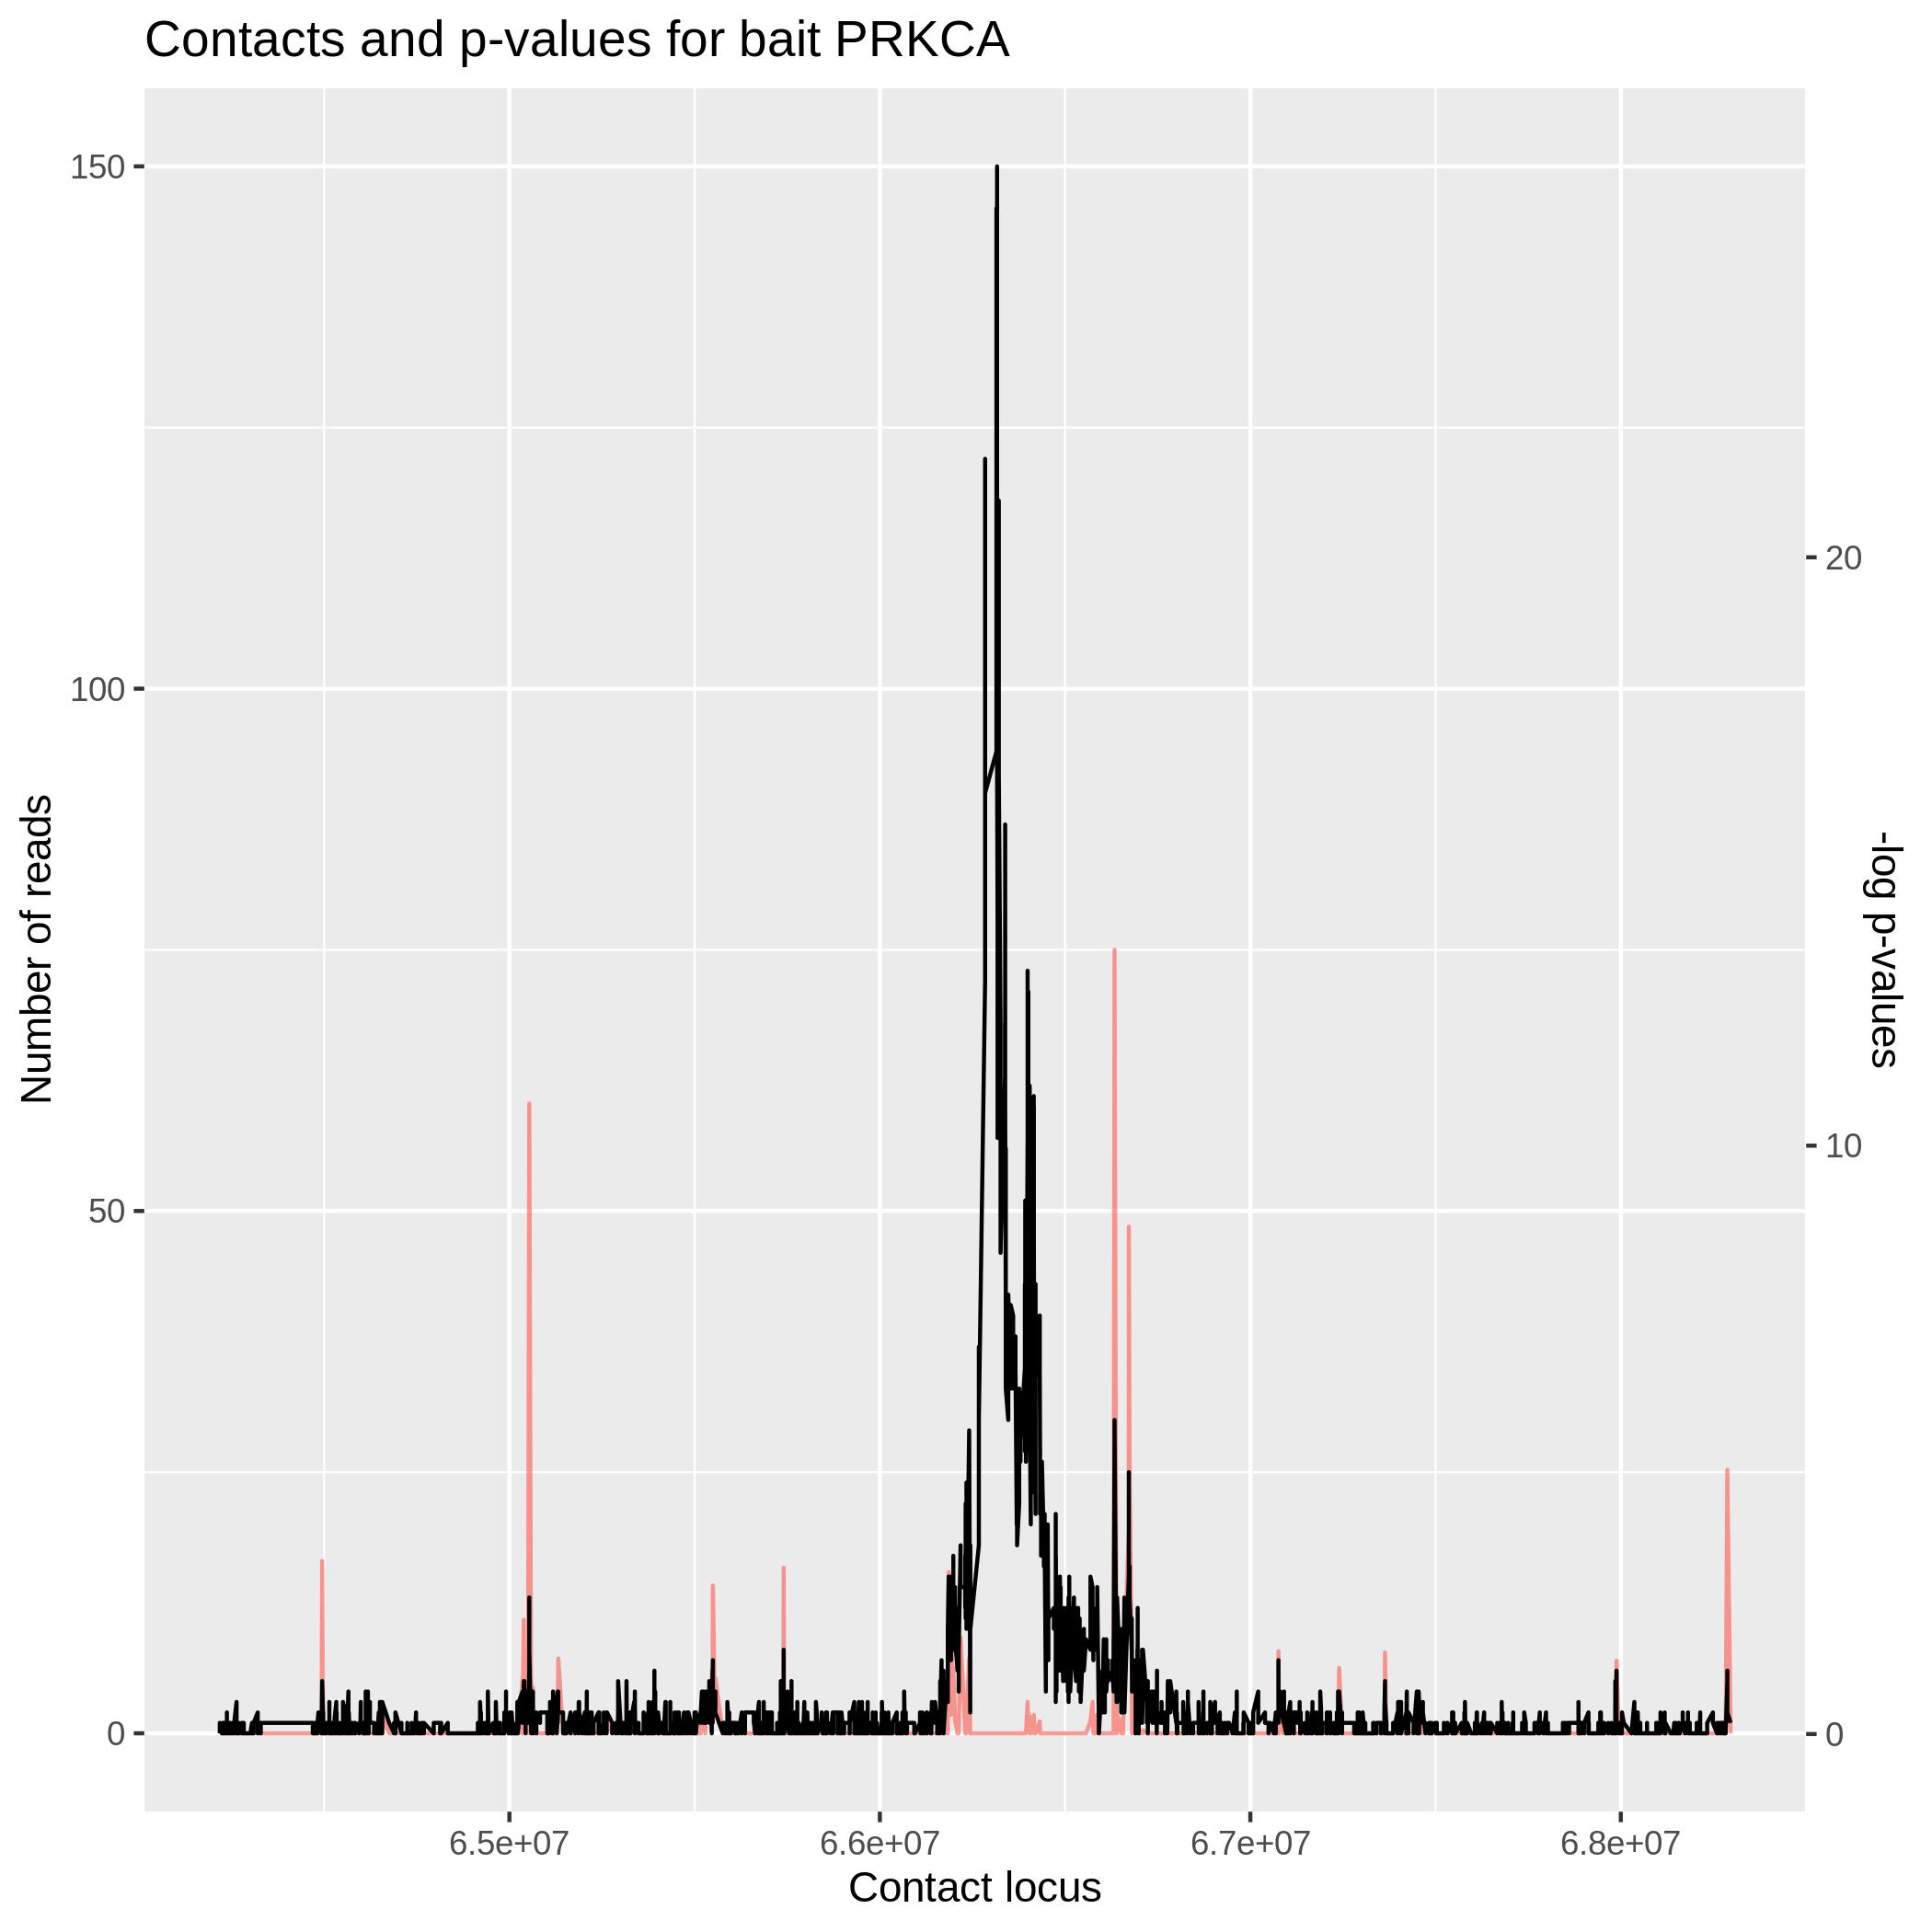 Contacts and p-values for bait PRKCA
150
100
50
0
Number of reads
20
10
0
-log p-values
6.5e+07
6.6e+07
6.7e+07
6.8e+07
Contact locus